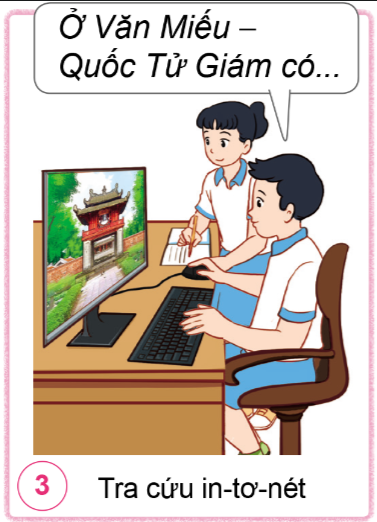 Ở Văn Miếu –
Quốc Tử Giám có...
3 Tra cứu in-tơ-nét